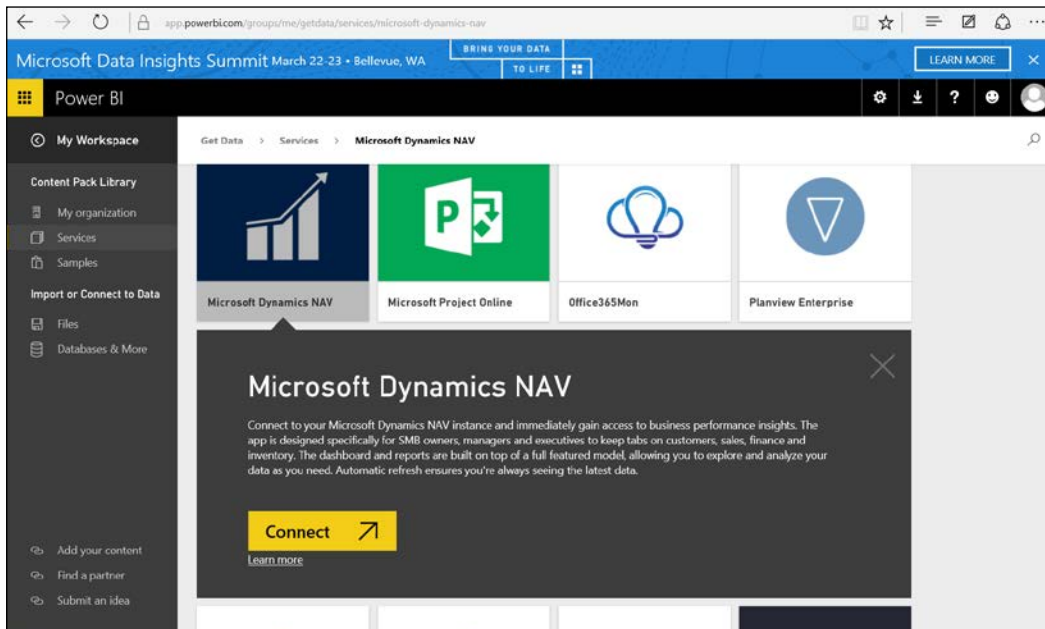 app.powerbi.com/groups/me/getdata/services/microsoft-dynamics-nav
Microsoft Data Insights Summit March 22-23 • Bellevue, WA
BRING YOUR DATA
TO LIFE
LEARN MORE
Power BI
?
My Workspace
Get Data > Services > Microsoft Dynamics NAV
Content Pack Library
My organization
Services
Samples
Import or Connect to Data
Files
Databases & More
P
Microsoft Dynamics NAV
Microsoft Project Online
Office365Mon
Planview Enterprise
Microsoft Dynamics NAV
Connect to your Microsoft Dynamics NAV instance and immediately gain access to business performance insights. The
app is designed specifically for SMB owners, managers and executives to keep tabs on customers, sales, finance and
inventory. The dashboard and reports are built on top of a full featured model, allowing you to explore and analyze your
data as you need. Automatic refresh ensures you're always seeing the latest data.
Connect
Learn more
Add your content
Find a partner
Submit an idea